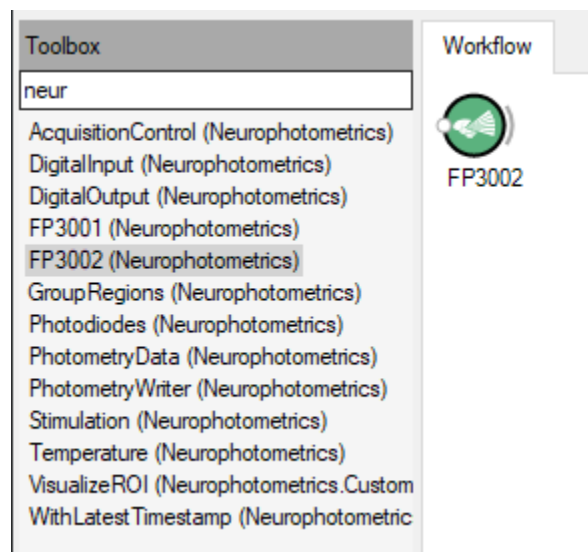 Toolbox
neur
AcquisitionControl (Neurophotometrics)
DigitalInput (Neurophotometrics)
DigitalOutput (Neurophotometrics)
FP3001 (Neurophotometrics)
FP3002 (Neurophotometrics)
GroupRegions (Neurophotometrics)
Photodiodes (Neurophotometrics)
PhotometryData (Neurophotometrics)
PhotometryWriter (Neurophotometrics)
Stimulation (Neurophotometrics)
Temperature (Neurophotometrics)
VisualizeROI (Neurophotometrics.Custom
WithLatestTimestamp (Neurophotometric
Workflow
FP3002